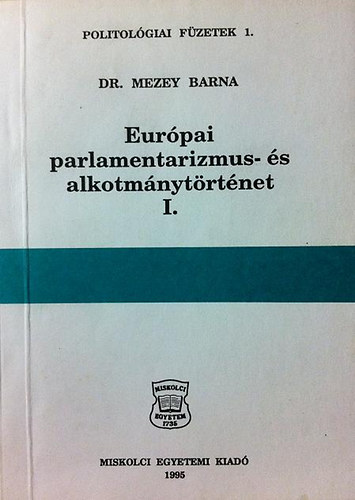 POLITOLÓGIAI FÜZETEK 1.
DR. MEZEY BARNA
Európai
parlamentarizmus- és
alkotmánytörténet
I.
MISKOLCI
EGYETEM
1735
MISKOLCI EGYETEMI KIADÓ
1995